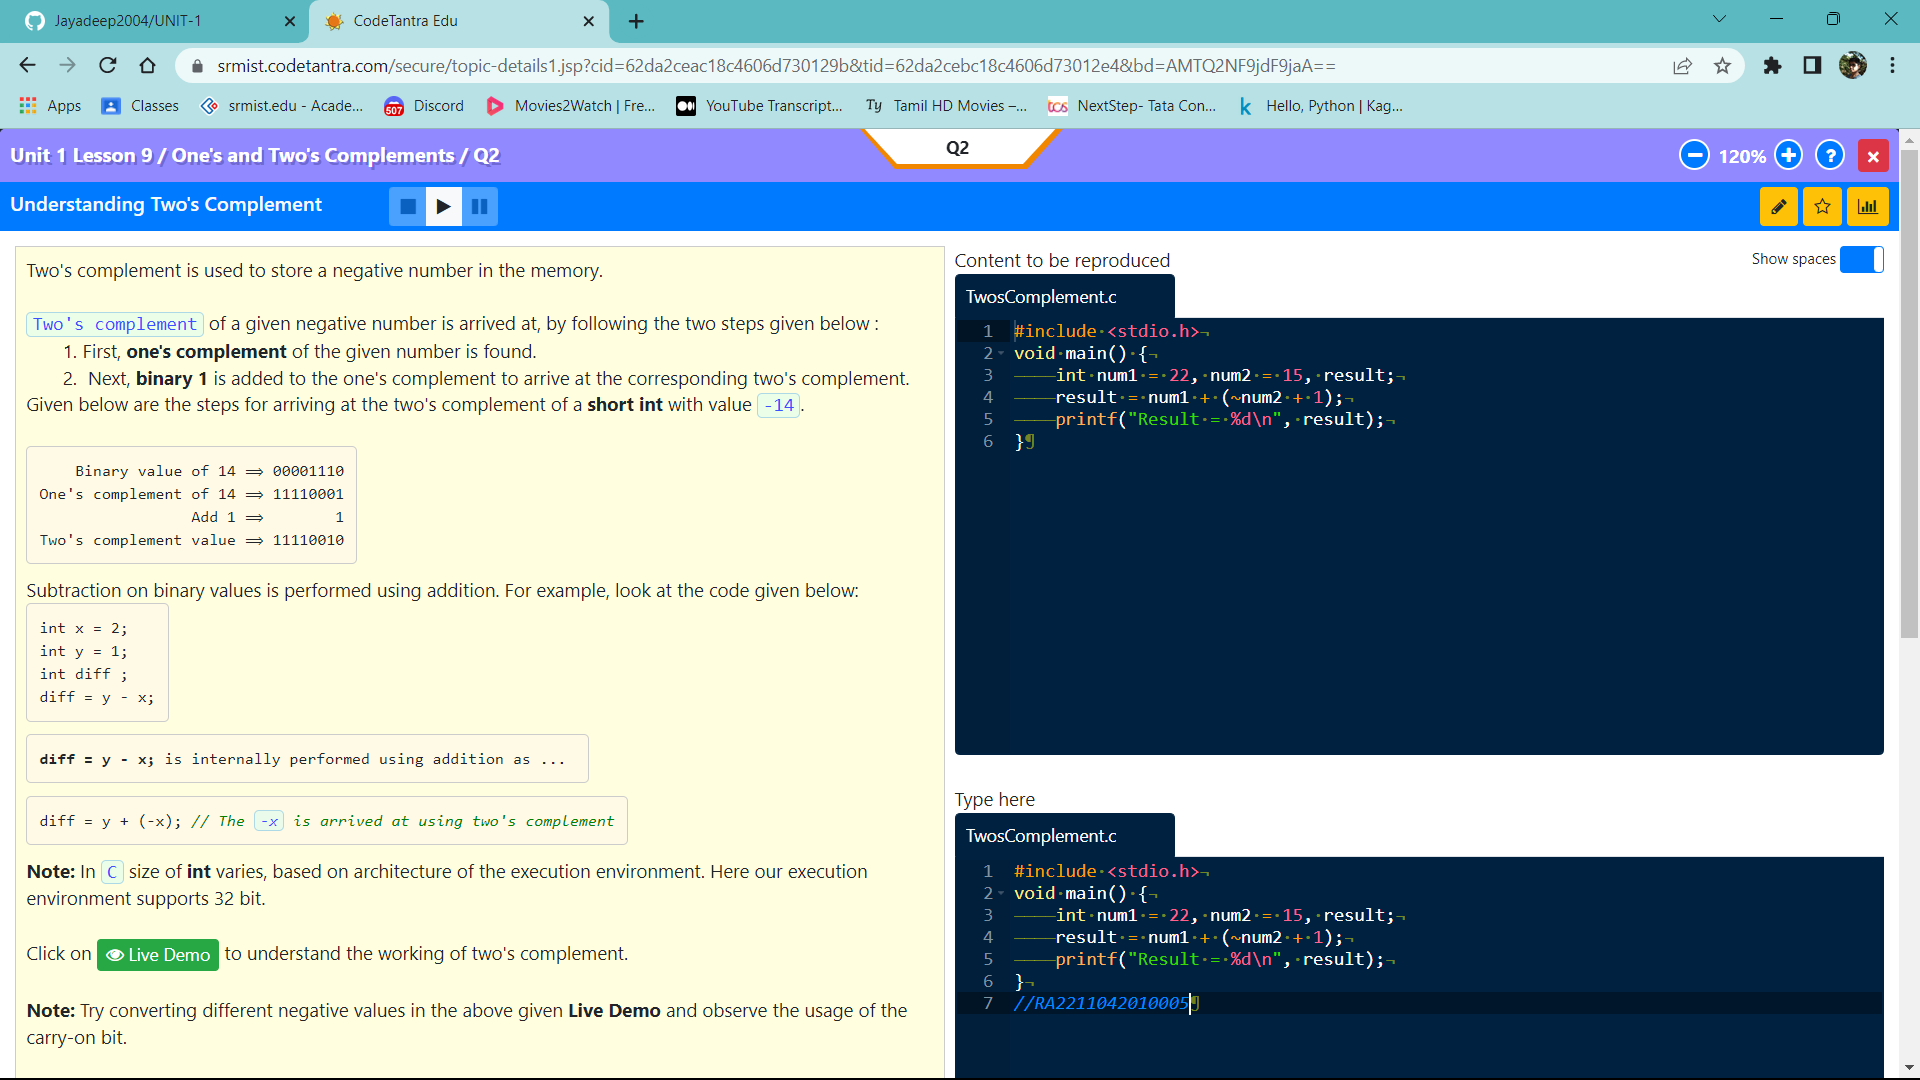 Jayadeep2004/UNIT-1
CodeTantra Edu
srmist.codetantra.com/secure/topic-details1.jsp?cid=62da2ceac18c4606d730129b&tid=62da2cebc18c4606d73012e4&bd=AMTQ2NF9jdF9jaA==
Apps
Classes
srmist.edu - Acade...
507
Discord
Movies2Watch | Fre...
YouTube Transcript...
Ty
Tamil HD Movies –...
tcs
NextStep- Tata Con...
k
Hello, Python | Kag...
Unit 1 Lesson 9 / One's and Two's Complements / Q2
Q2
120%
?
Understanding Two's Complement
Two's complement is used to store a negative number in the memory.
Two's complement of a given negative number is arrived at, by following the two steps given below :
1. First, one's complement of the given number is found.
2. Next, binary 1 is added to the one's complement to arrive at the corresponding two's complement.
Given below are the steps for arriving at the two's complement of a short int with value -14.
Binary value of 14 ⟹ 00001110
One's complement of 14 ⟹ 11110001
Add 1 ⟹ 1
Two's complement value ⟹ 11110010
Subtraction on binary values is performed using addition. For example, look at the code given below:
int x = 2;
int y = 1;
int diff ;
diff = y - x;
diff = y - x; is internally performed using addition as ...
diff = y + (-x); // The -x is arrived at using two's complement
Note: In C size of int varies, based on architecture of the execution environment. Here our execution
environment supports 32 bit.
Click on Live Demo to understand the working of two's complement.
Note: Try converting different negative values in the above given Live Demo and observe the usage of the
carry-on bit.
Content to be reproduced
Show spaces
TwosComplement.c
1 #include·<stdio.h>¬
2 void·main()·{¬
3 ————int·num1·=·22,·num2·=·15,·result;¬
4 ————result·=·num1·+·(~num2·+·1);¬
5 ————printf("Result·=·%d\n",·result);¬
6 }¶
Type here
TwosComplement.c
1 #include·<stdio.h>¬
2 void·main()·{¬
3 ————int·num1·=·22,·num2·=·15,·result;¬
4 ————result·=·num1·+·(~num2·+·1);¬
5 ————printf("Result·=·%d\n",·result);¬
6 }¬
7 //RA2211042010005¶